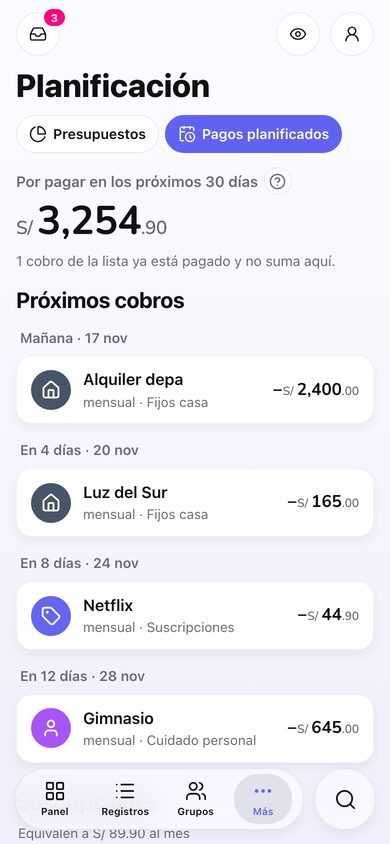 3
Planificación
Presupuestos
Pagos planificados
Por pagar en los próximos 30 días ?
S/ 3,254.90
1 cobro de la lista ya está pagado y no suma aquí.
Próximos cobros
Mañana · 17 nov
Alquiler depa
mensual · Fijos casa
−S/ 2,400.00
En 4 días · 20 nov
Luz del Sur
mensual · Fijos casa
−S/ 165.00
En 8 días · 24 nov
Netflix
mensual · Suscripciones
−S/ 44.90
En 12 días · 28 nov
Gimnasio
mensual · Cuidado personal
−S/ 645.00
Panel
Registros
Grupos
Más
Equivalen a S/ 89.90 al mes